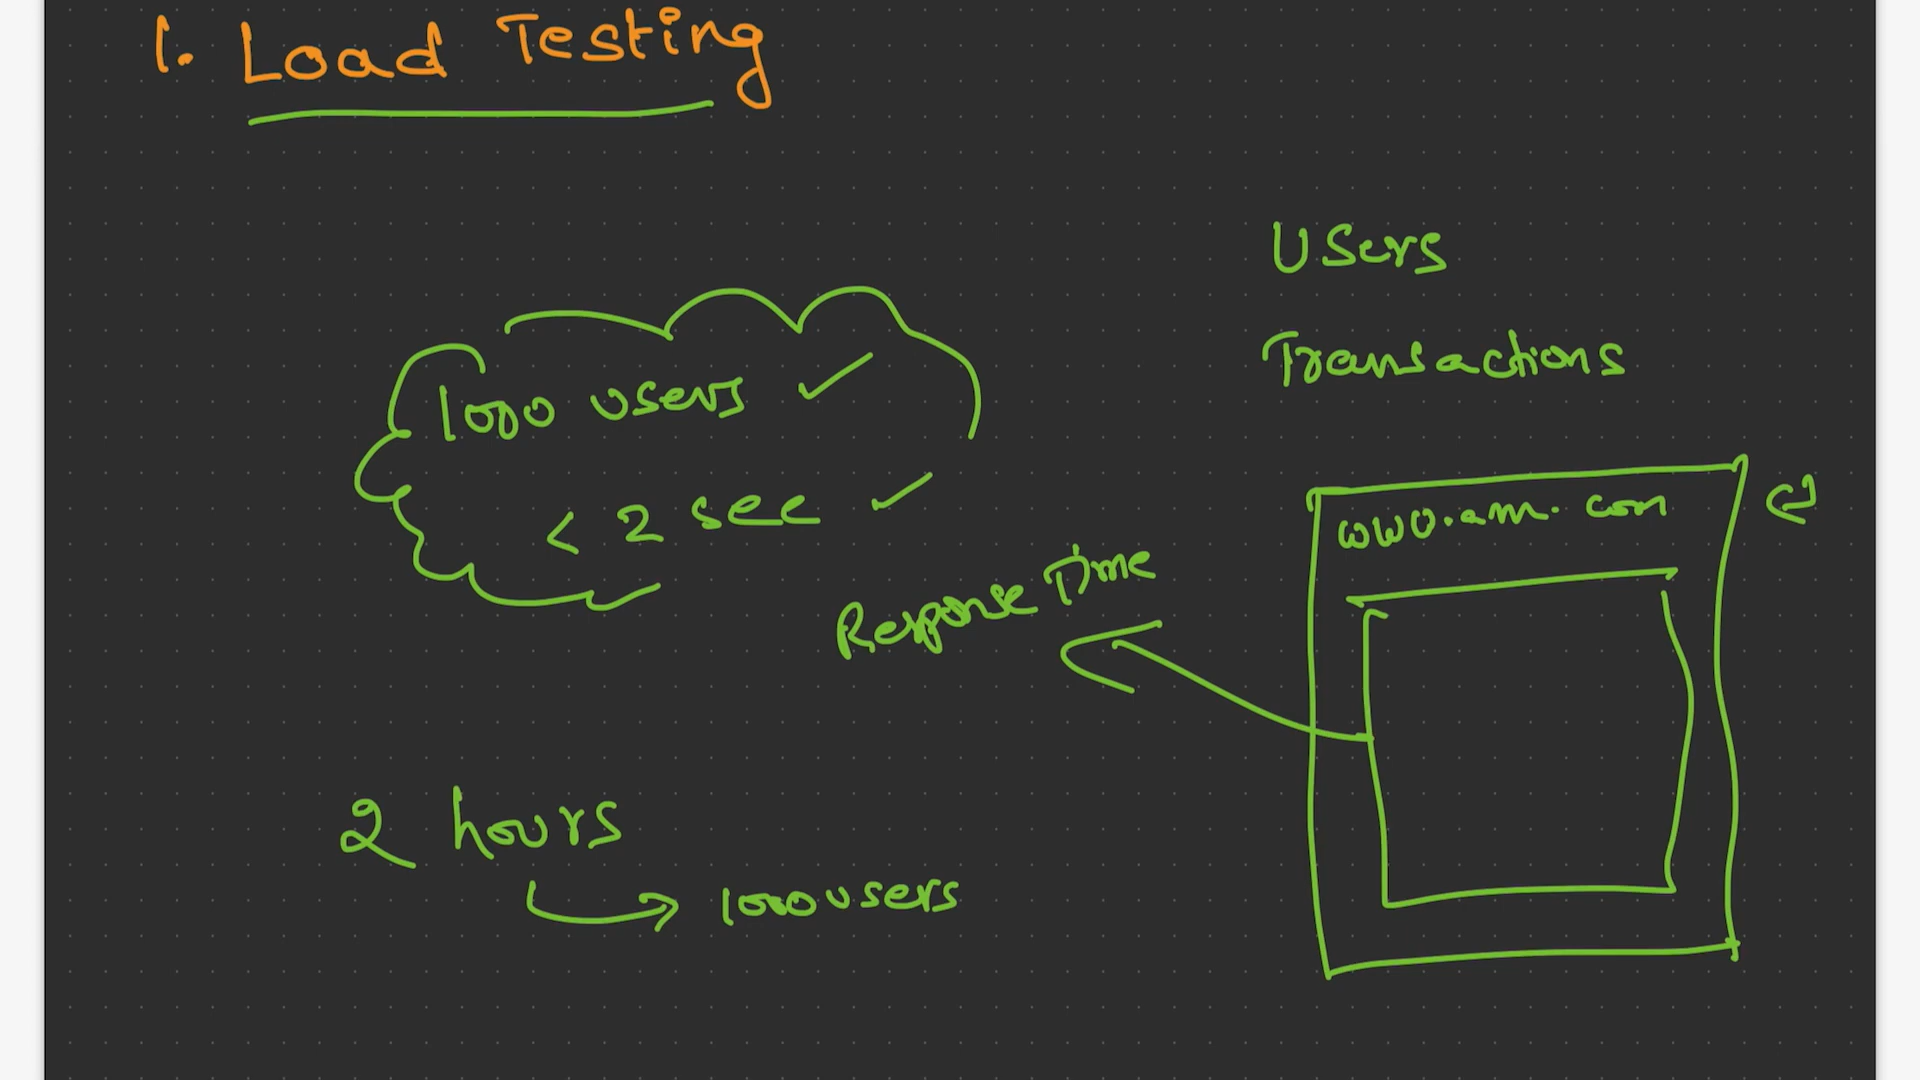 1. Load Testing
Users
Transactions
1000 users
< 2 sec
www.am.com
Response Time
2 hours
1000 users